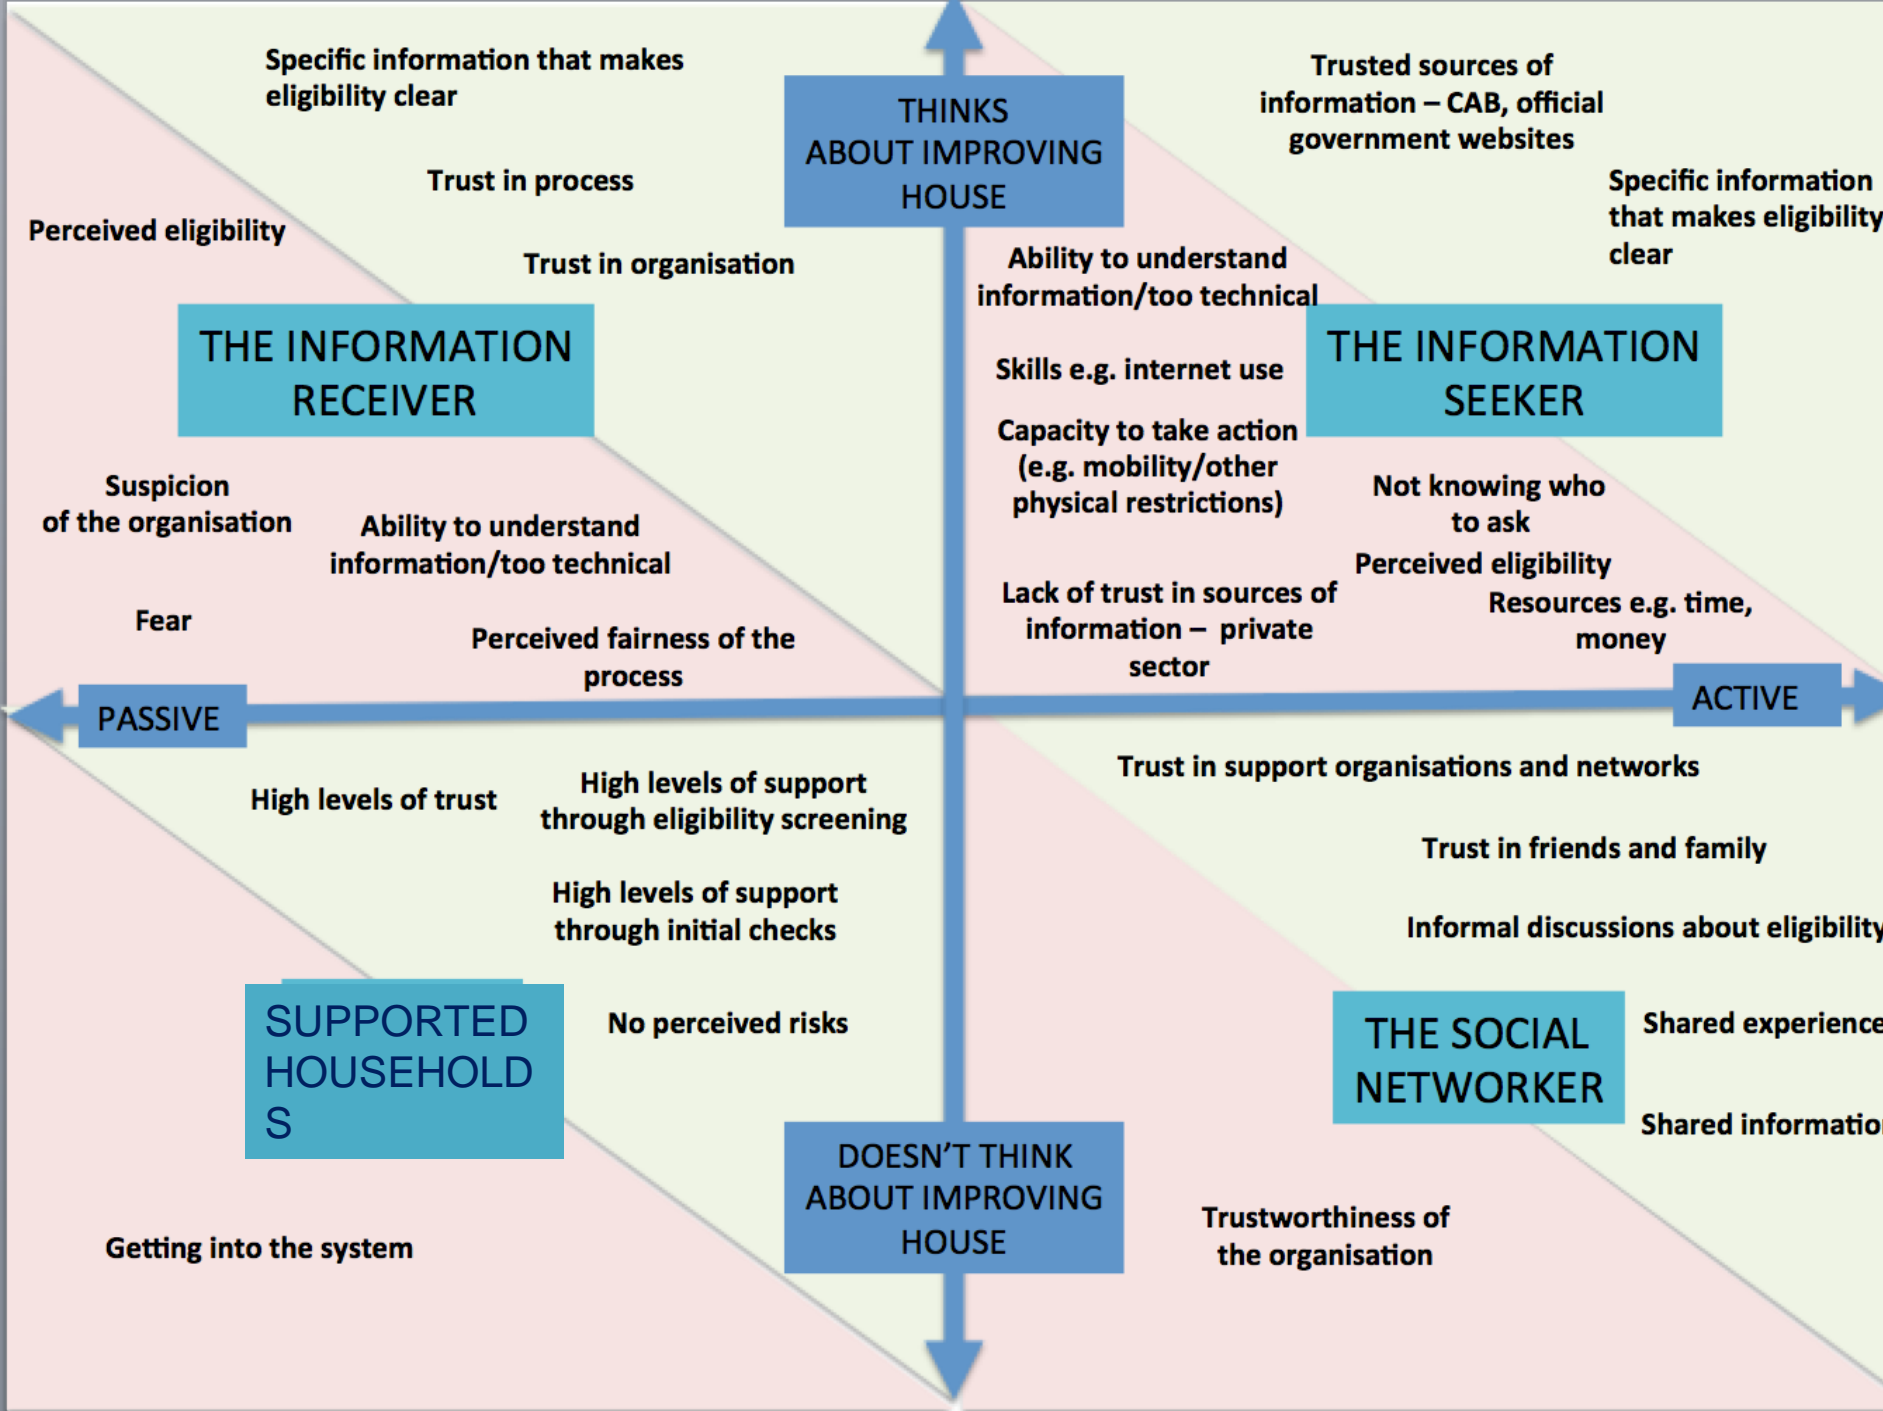 Specific information that makes
eligibility clear
Trust in process
Perceived eligibility
Trust in organisation
THE INFORMATION
RECEIVER
Suspicion
of the organisation
Ability to understand
information/too technical
Fear
Perceived fairness of the
process
THINKS
ABOUT IMPROVING
HOUSE
Trusted sources of
information – CAB, official
government websites
Specific information
that makes eligibility
clear
Ability to understand
information/too technical
THE INFORMATION
SEEKER
Skills e.g. internet use
Capacity to take action
(e.g. mobility/other
physical restrictions)
Not knowing who
to ask
Perceived eligibility
Resources e.g. time,
money
Lack of trust in sources of
information – private
sector
PASSIVE
ACTIVE
High levels of trust
High levels of support
through eligibility screening
High levels of support
through initial checks
No perceived risks
SUPPORTED
HOUSEHOLD
S
Getting into the system
DOESN'T THINK
ABOUT IMPROVING
HOUSE
Trust in support organisations and networks
Trust in friends and family
Informal discussions about eligibility
THE SOCIAL
NETWORKER
Shared experience
Shared informatio
Trustworthiness of
the organisation